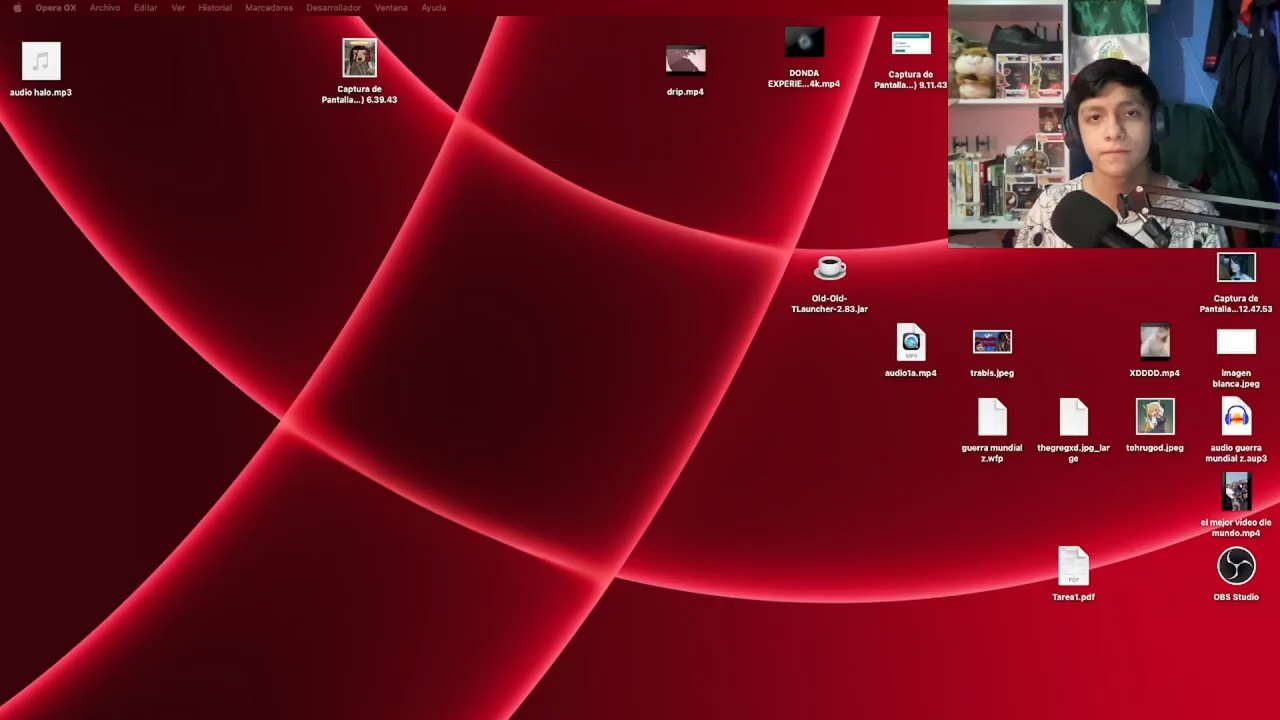 Opera GX Archivo Editar Ver Historial Marcadores Desarrollador Ventana Ayuda
audio halo.mp3
Captura de
Pantalla...) 6.39.43
drip.mp4
DONDA
EXPERIE...4k.mp4
Captura de
Pantalla...) 9.11.43
Old-Old-
TLauncher-2.83.jar
Captura de
Pantalla...12.47.53
MP4
audio1a.mp4
trabis.jpeg
XDDDD.mp4
imagen
blanca.jpeg
guerra mundial
z.wfp
thegregxd.jpg_lar
ge
tohrugod.jpeg
audio guerra
mundial z.aup3
el mejor video dle
mundo.mp4
PDF
Tarea1.pdf
OBS Studio